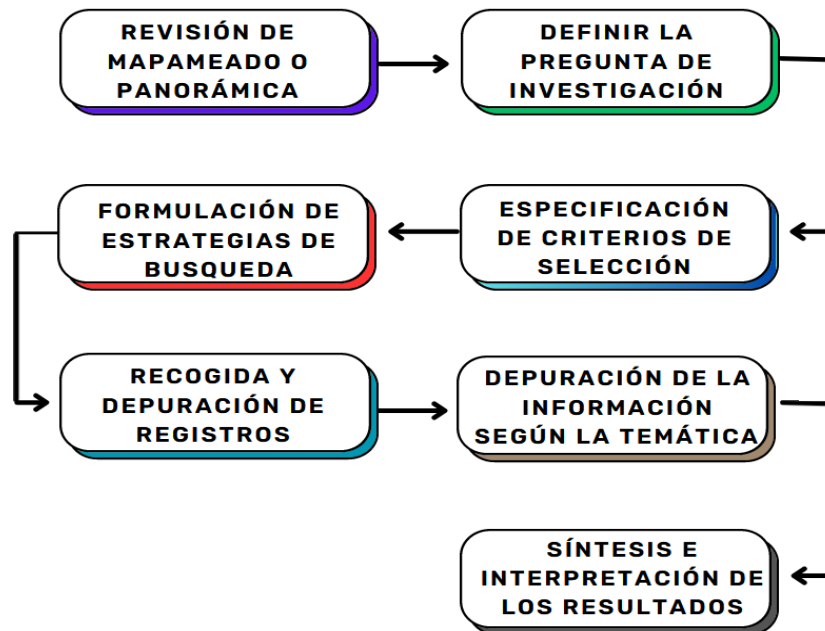 REVISIÓN DE
MAPAMEADO O
PANORÁMICA
DEFINIR LA
PREGUNTA DE
INVESTIGACIÓN
ESPECIFICACIÓN
DE CRITERIOS DE
SELECCIÓN
FORMULACIÓN DE
ESTRATEGIAS DE
BUSQUEDA
RECOGIDA Y
DEPURACIÓN DE
REGISTROS
DEPURACIÓN DE LA
INFORMACIÓN
SEGÚN LA TEMÁTICA
SÍNTESIS E
INTERPRETACIÓN DE
LOS RESULTADOS